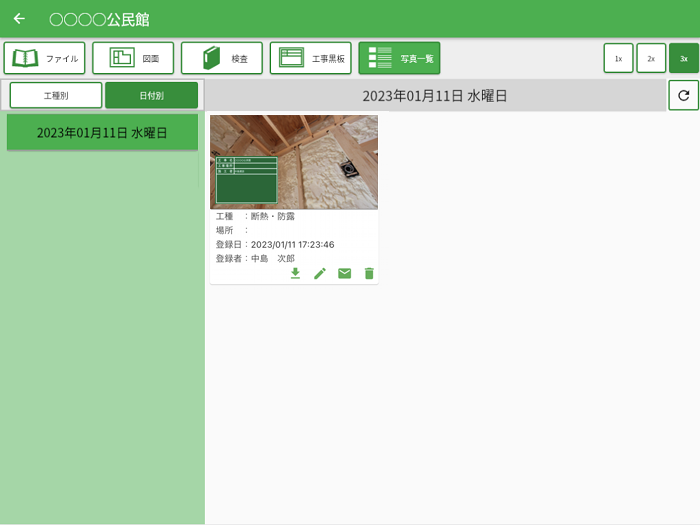 ○○○○公民館
ファイル 図面 検査 工事黒板 写真一覧 1x 2x 3x
工種別 日付別 2023年01月11日 水曜日
2023年01月11日 水曜日
工種 : 断熱・防露
場所 :
登録日 : 2023/01/11 17:23:46
登録者 : 中島　次郎